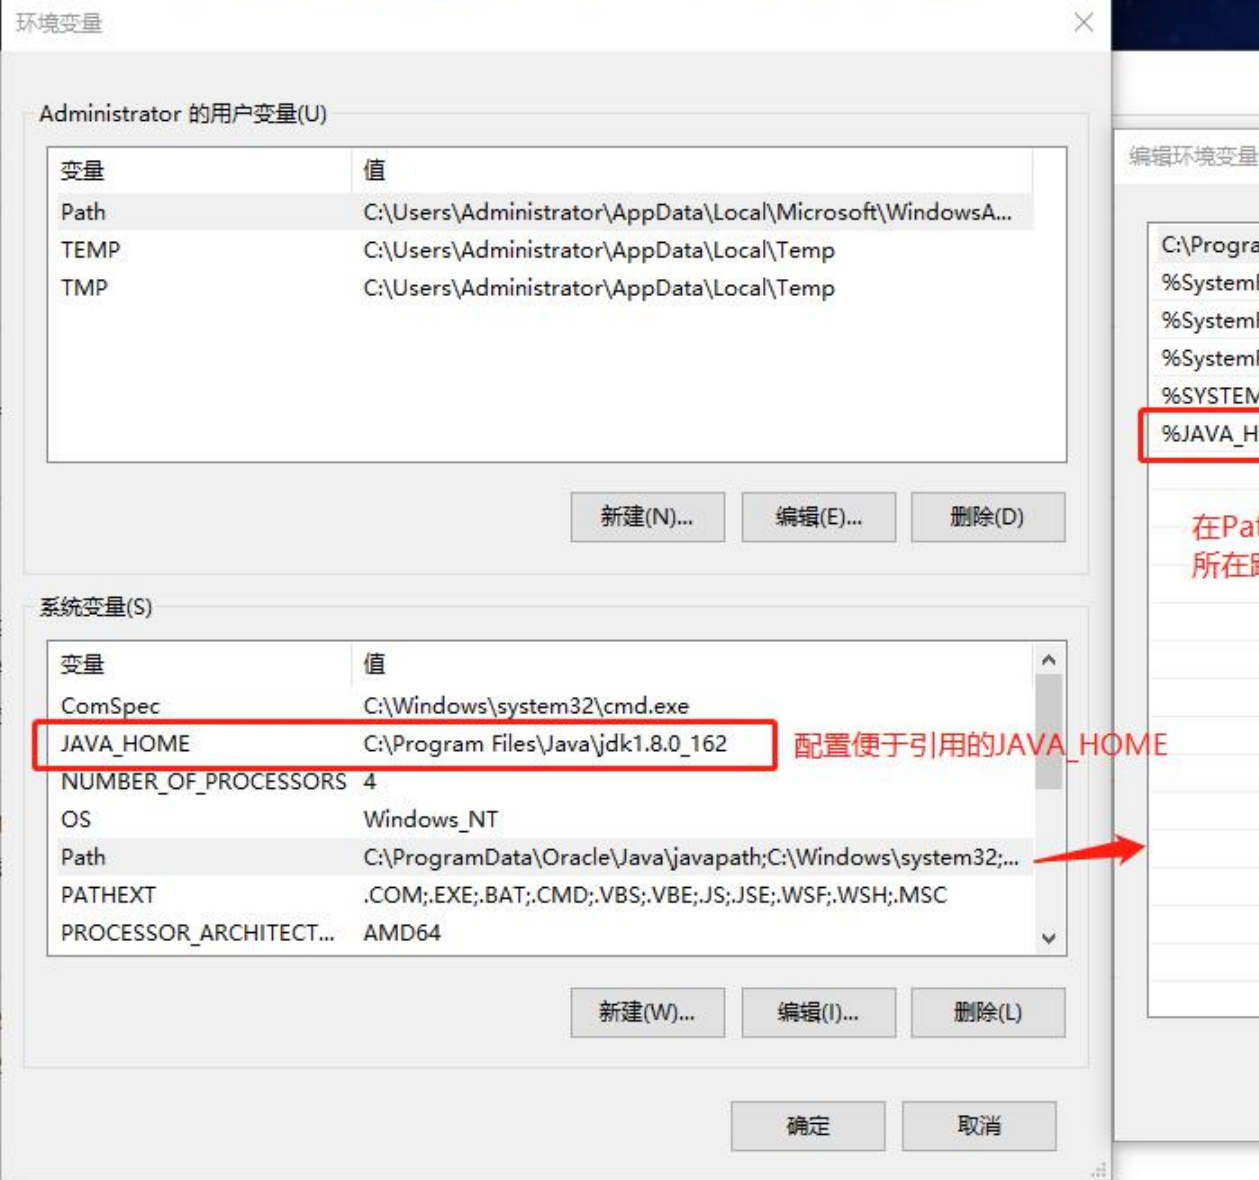 环境变量
Administrator 的用户变量(U)
变量 值
Path C:\Users\Administrator\AppData\Local\Microsoft\WindowsA...
TEMP C:\Users\Administrator\AppData\Local\Temp
TMP C:\Users\Administrator\AppData\Local\Temp
新建(N)... 编辑(E)... 删除(D)
系统变量(S)
变量 值
ComSpec C:\Windows\system32\cmd.exe
JAVA_HOME C:\Program Files\Java\jdk1.8.0_162
配置便于引用的JAVA_HOME
NUMBER_OF_PROCESSORS 4
OS Windows_NT
Path C:\ProgramData\Oracle\Java\javapath;C:\Windows\system32;...
PATHEXT .COM;.EXE;.BAT;.CMD;.VBS;.VBE;.JS;.JSE;.WSF;.WSH;.MSC
PROCESSOR_ARCHITECT... AMD64
新建(W)... 编辑(I)... 删除(L)
确定 取消
编辑环境变量
C:\Progra
%System
%System
%System
%SYSTEM
%JAVA_H
在Pa
所在